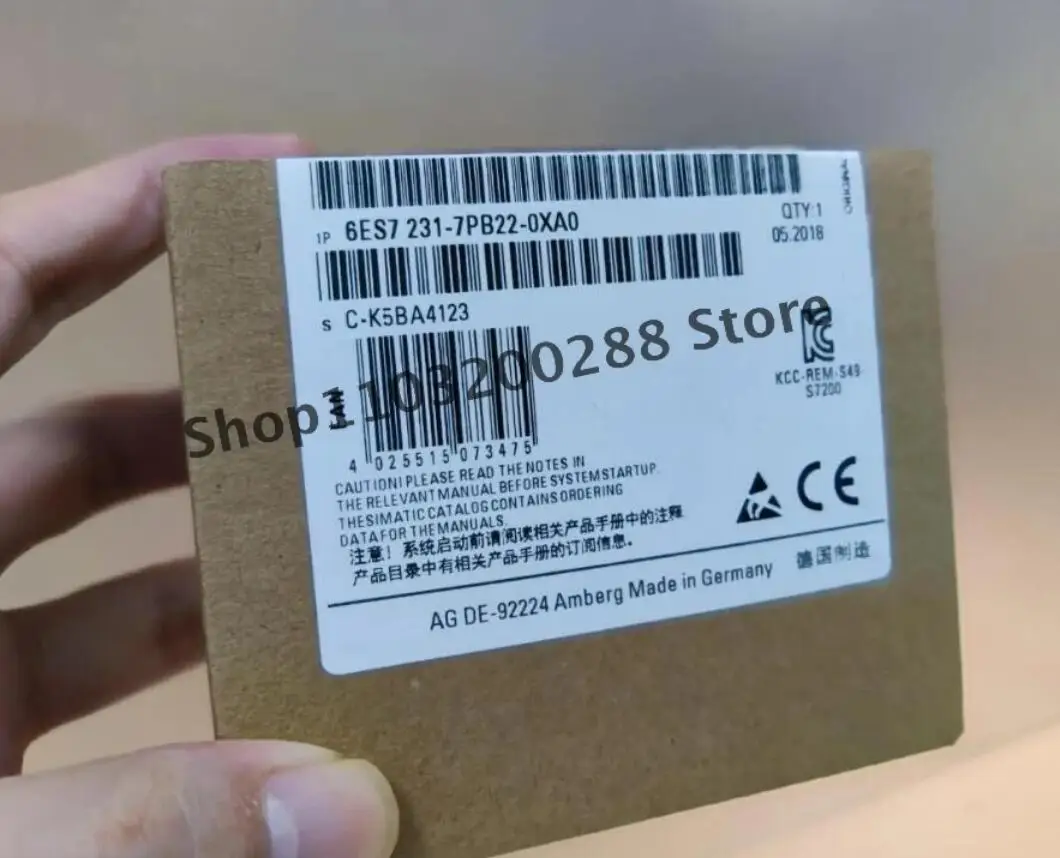 1P 6ES7 231-7PB22-0XA0
QTY:1
05.2018
S C-K5BA4123
Shop1103200288 Store
EAN
KCC-REM-S49
S7200
4 025515 073475
CAUTION! PLEASE READ THE NOTES IN
THE RELEVANT MANUAL BEFORE SYSTEM STARTUP.
THE SIMATIC CATALOG CONTAINS ORDERING
DATA FOR THE MANUALS.
注意！系统启动前请阅读相关产品手册中的注释
产品目录中有相关产品手册的订阅信息。
CE
AG DE-92224 Amberg Made in Germany 德国制造